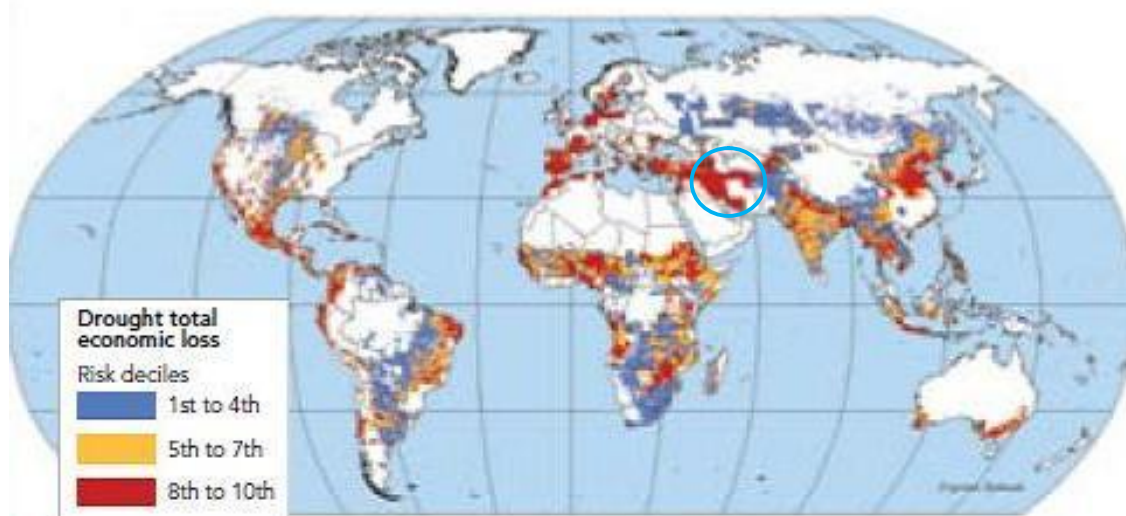 Drought total
economic loss
Risk deciles
1st to 4th
5th to 7th
8th to 10th